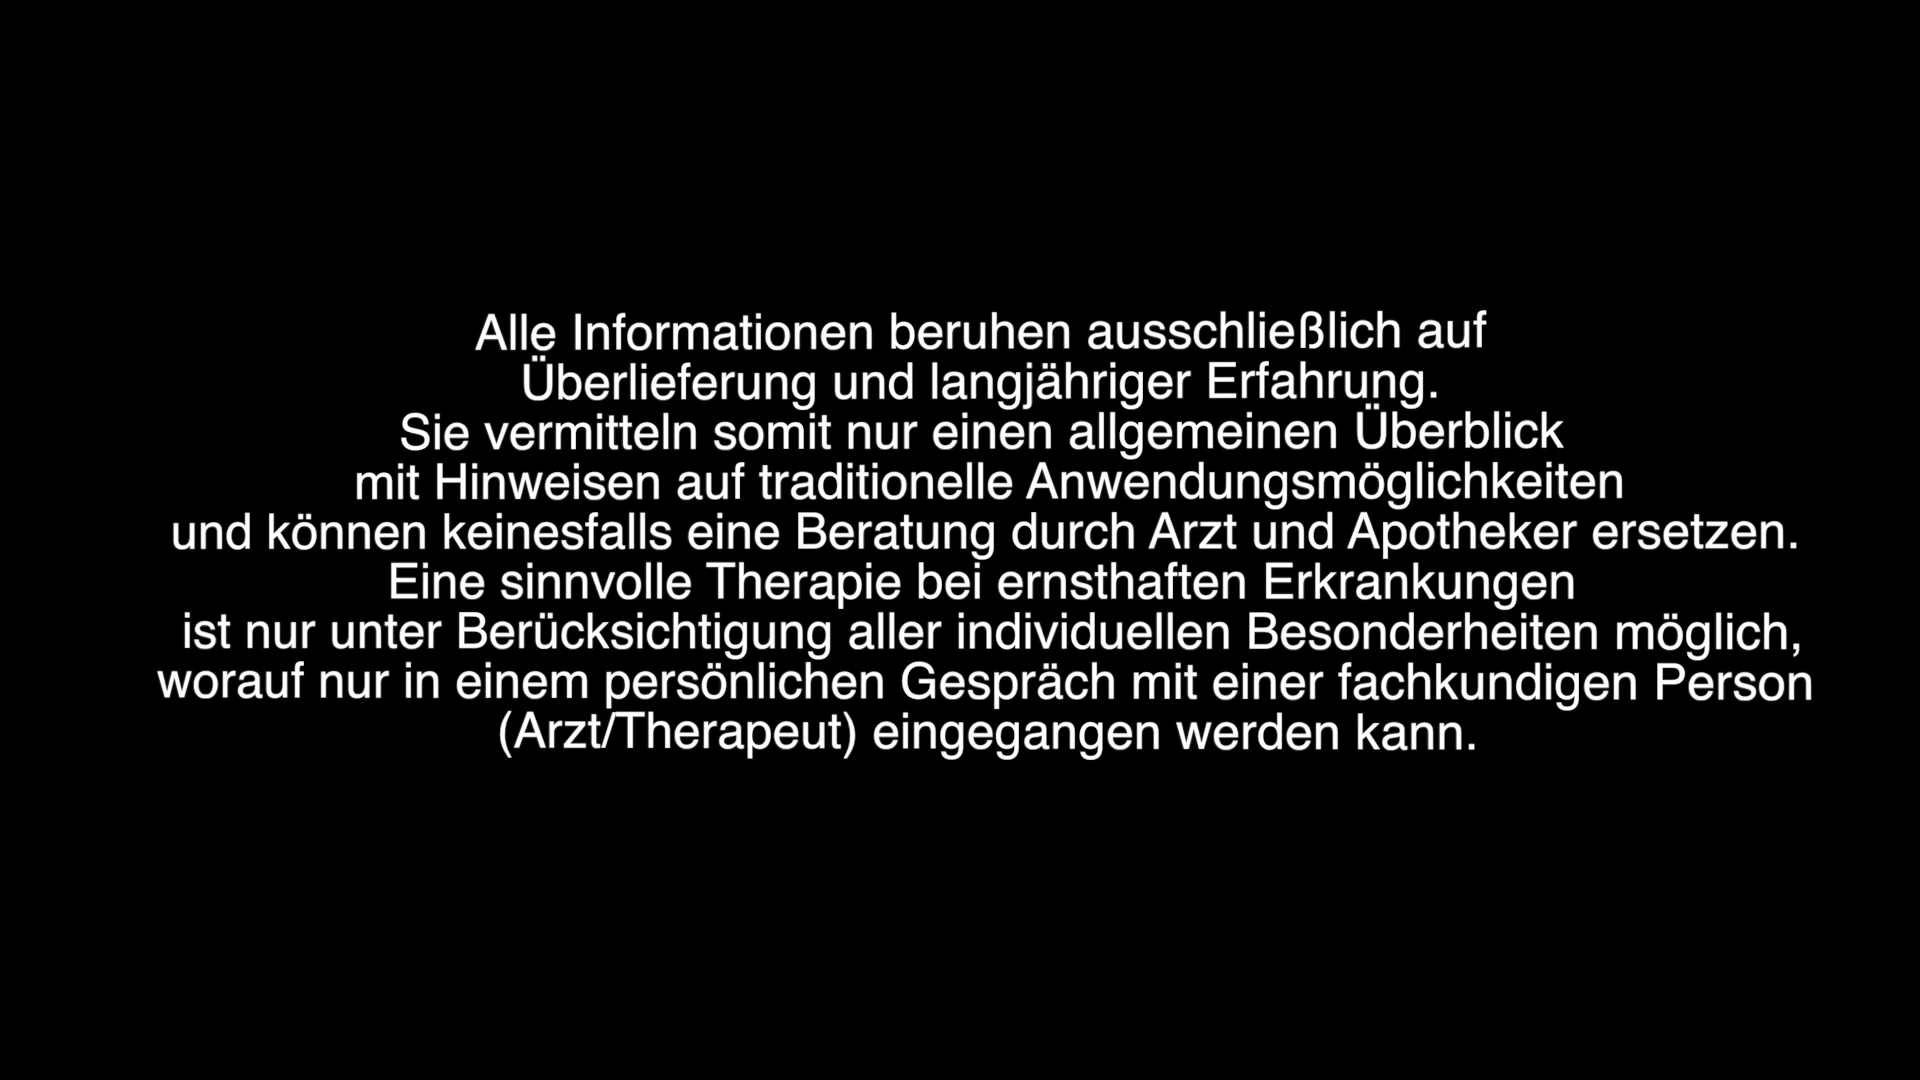 Alle Informationen beruhen ausschließlich auf
Überlieferung und langjähriger Erfahrung.
Sie vermitteln somit nur einen allgemeinen Überblick
mit Hinweisen auf traditionelle Anwendungsmöglichkeiten
und können keinesfalls eine Beratung durch Arzt und Apotheker ersetzen.
Eine sinnvolle Therapie bei ernsthaften Erkrankungen
ist nur unter Berücksichtigung aller individuellen Besonderheiten möglich,
worauf nur in einem persönlichen Gespräch mit einer fachkundigen Person
(Arzt/Therapeut) eingegangen werden kann.